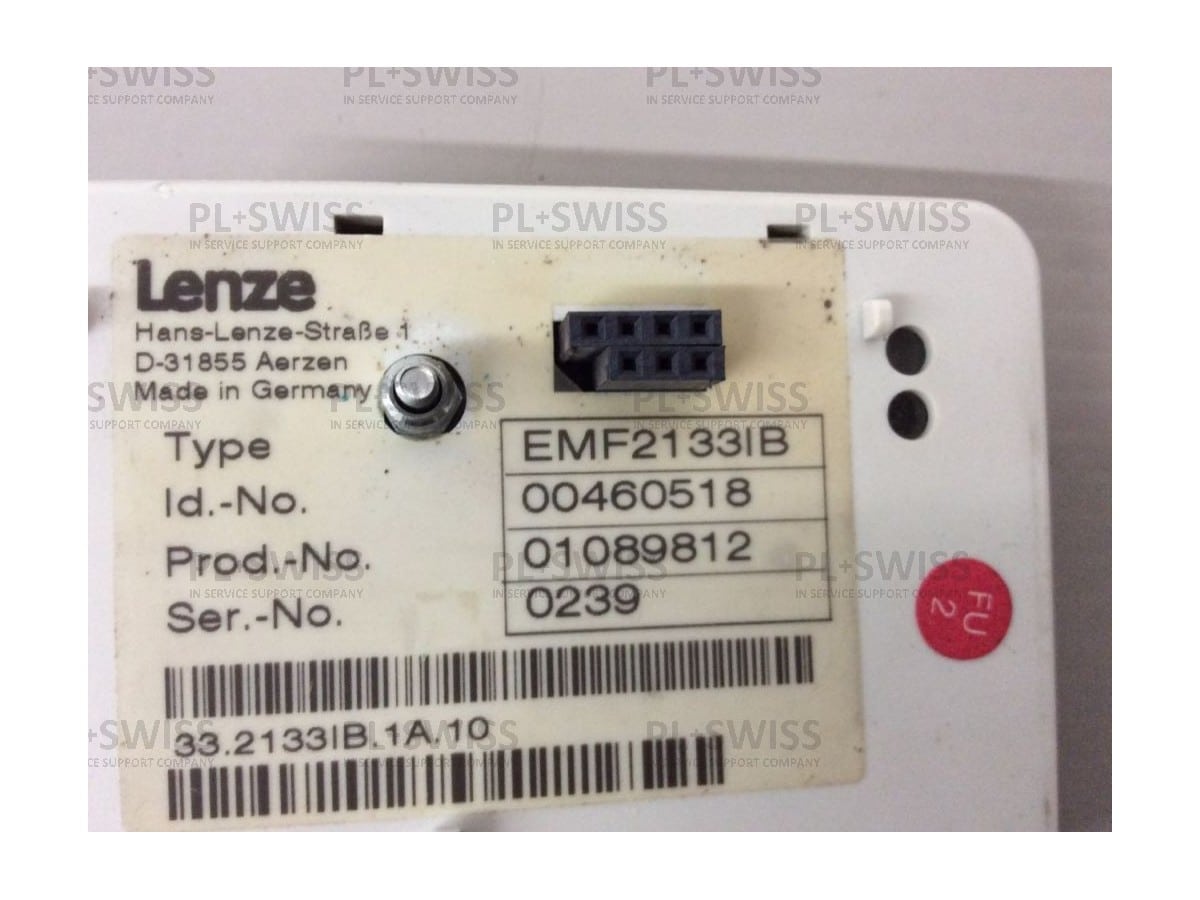 PL+SWISS
IN SERVICE SUPPORT COMPANY
Lenze
Hans-Lenze-Straße 1
D-31855 Aerzen
Made in Germany
Type EMF2133IB
Id.-No. 00460518
Prod.-No. 01089812
Ser.-No. 0239
33.2133IB.1A.10
FU
2